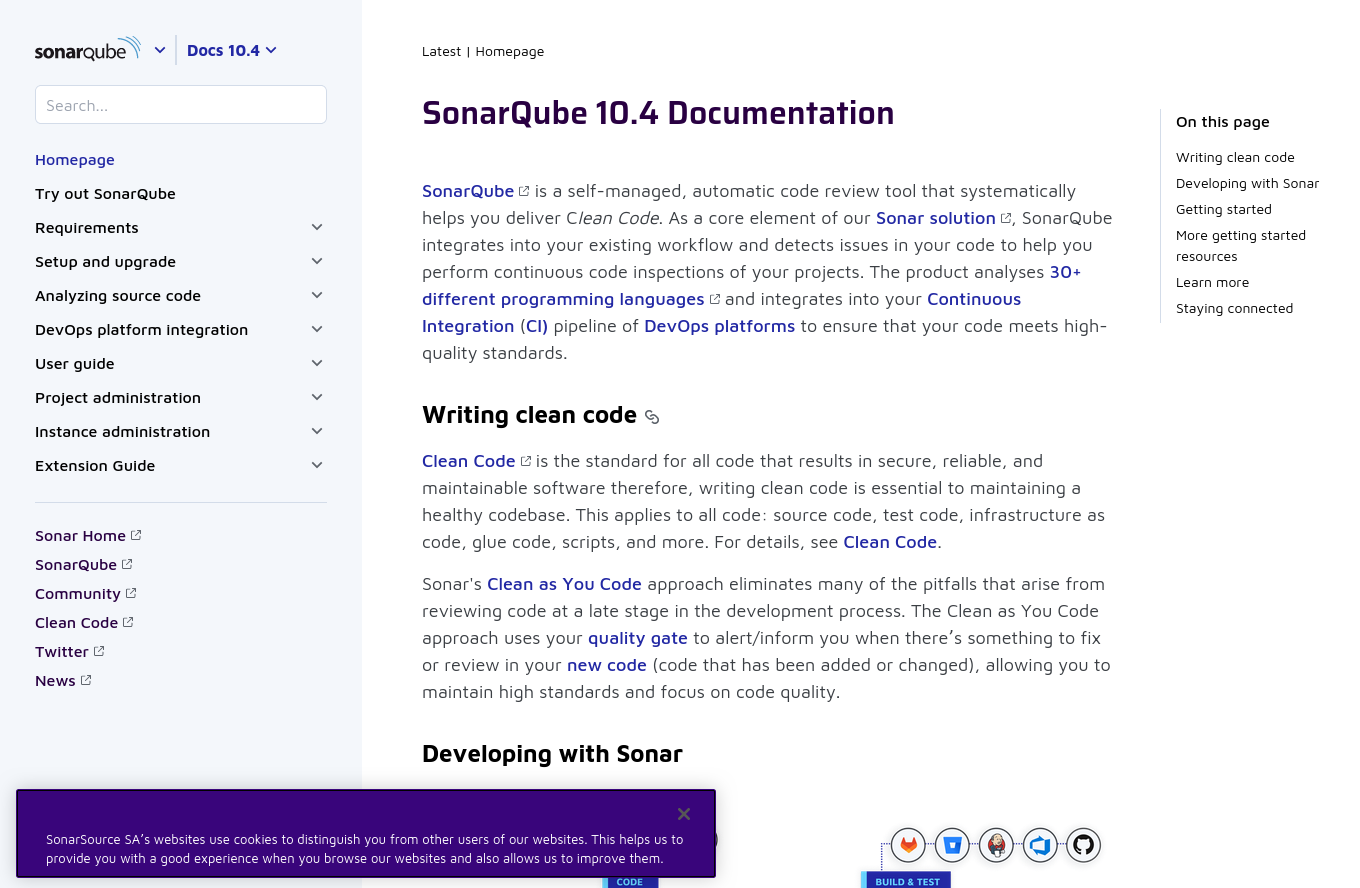 sonarqube
Docs 10.4
Search...
Homepage
Try out SonarQube
Requirements
Setup and upgrade
Analyzing source code
DevOps platform integration
User guide
Project administration
Instance administration
Extension Guide
Sonar Home
SonarQube
Community
Clean Code
Twitter
News
Latest | Homepage
SonarQube 10.4 Documentation
SonarQube is a self-managed, automatic code review tool that systematically
helps you deliver Clean Code. As a core element of our Sonar solution, SonarQube
integrates into your existing workflow and detects issues in your code to help you
perform continuous code inspections of your projects. The product analyses 30+
different programming languages and integrates into your Continuous
Integration (CI) pipeline of DevOps platforms to ensure that your code meets high-
quality standards.
Writing clean code
Clean Code is the standard for all code that results in secure, reliable, and
maintainable software therefore, writing clean code is essential to maintaining a
healthy codebase. This applies to all code: source code, test code, infrastructure as
code, glue code, scripts, and more. For details, see Clean Code.
Sonar's Clean as You Code approach eliminates many of the pitfalls that arise from
reviewing code at a late stage in the development process. The Clean as You Code
approach uses your quality gate to alert/inform you when there’s something to fix
or review in your new code (code that has been added or changed), allowing you to
maintain high standards and focus on code quality.
Developing with Sonar
CODE
BUILD & TEST
On this page
Writing clean code
Developing with Sonar
Getting started
More getting started
resources
Learn more
Staying connected
SonarSource SA’s websites use cookies to distinguish you from other users of our websites. This helps us to
provide you with a good experience when you browse our websites and also allows us to improve them.